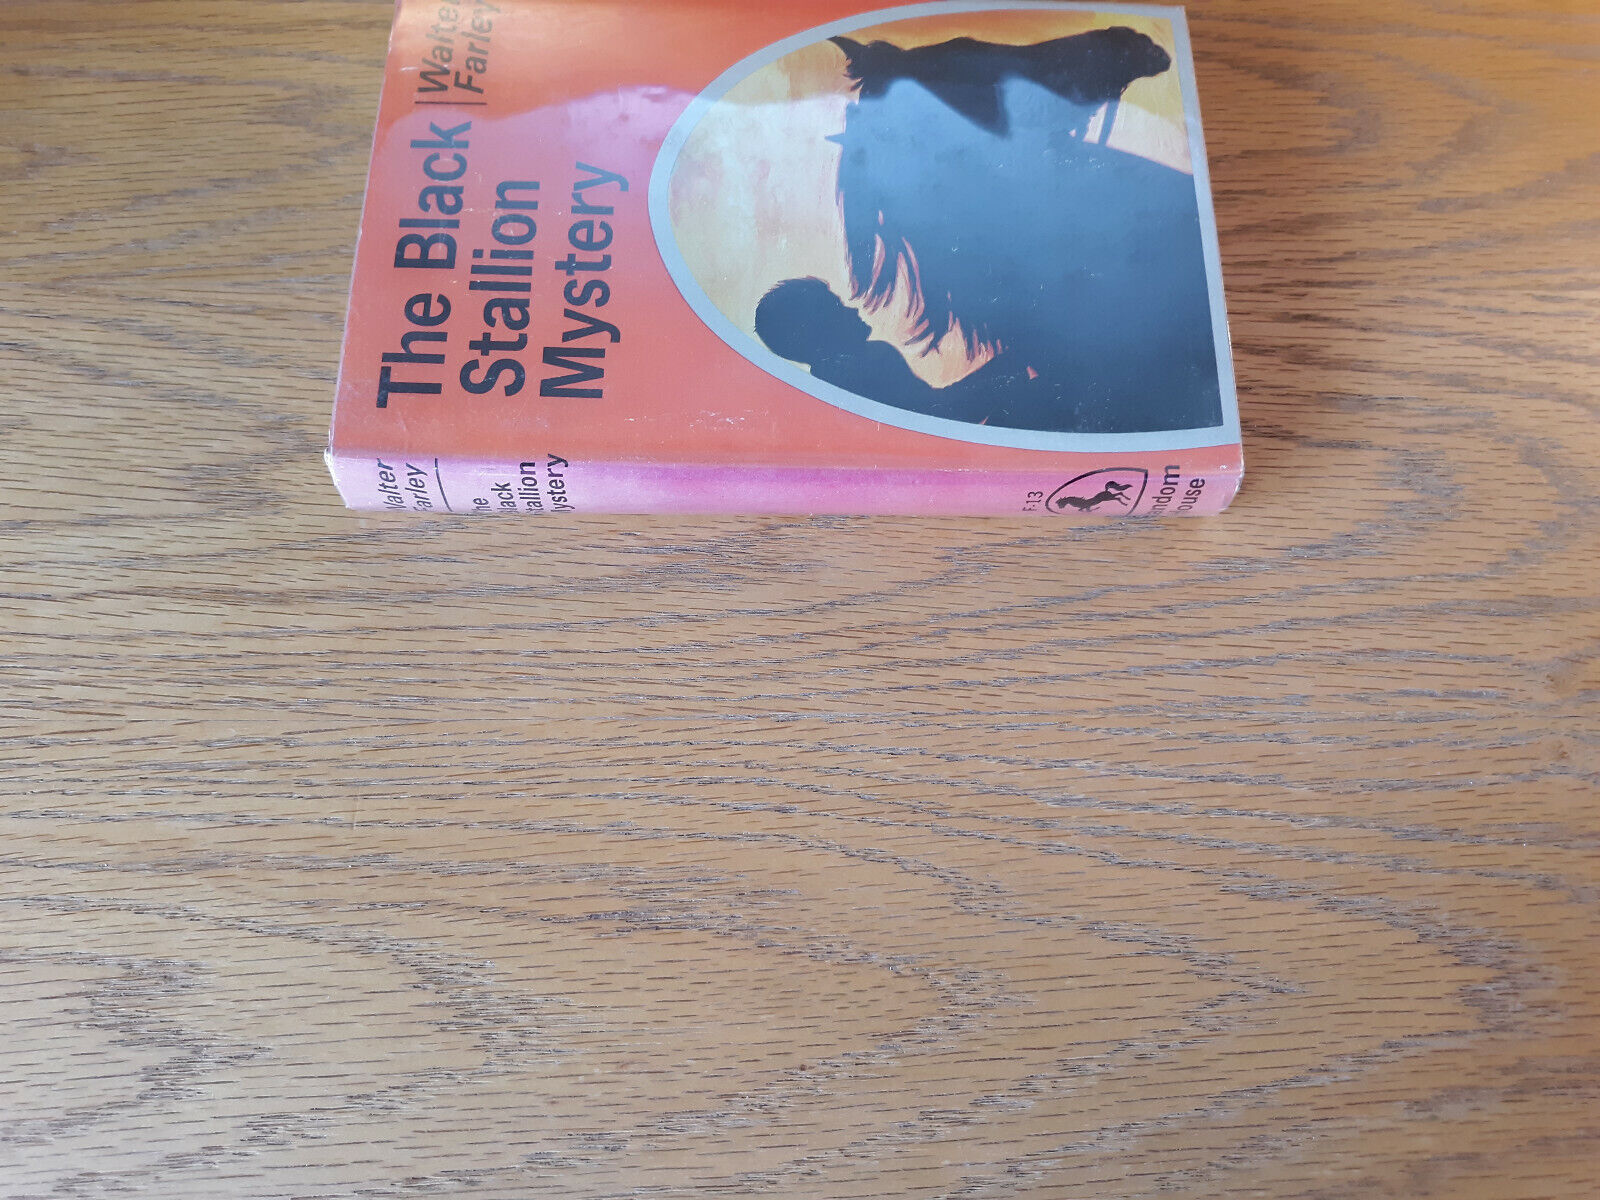 The Black
Stallion
Mystery
Walter
Farley
Walter
Farley
The
Black
Stallion
Mystery
F-13
Random
House